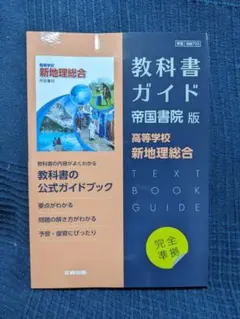 高等学校
新地理総合
教科書の内容がよくわかる
教科書の
公式ガイドブック
要点がわかる
問題の解き方がわかる
予習・復習にぴったり
教科書
ガイド
帝国書院 版
高等学校
新地理総合
TEXT
BOOK
GUIDE
完全
準拠